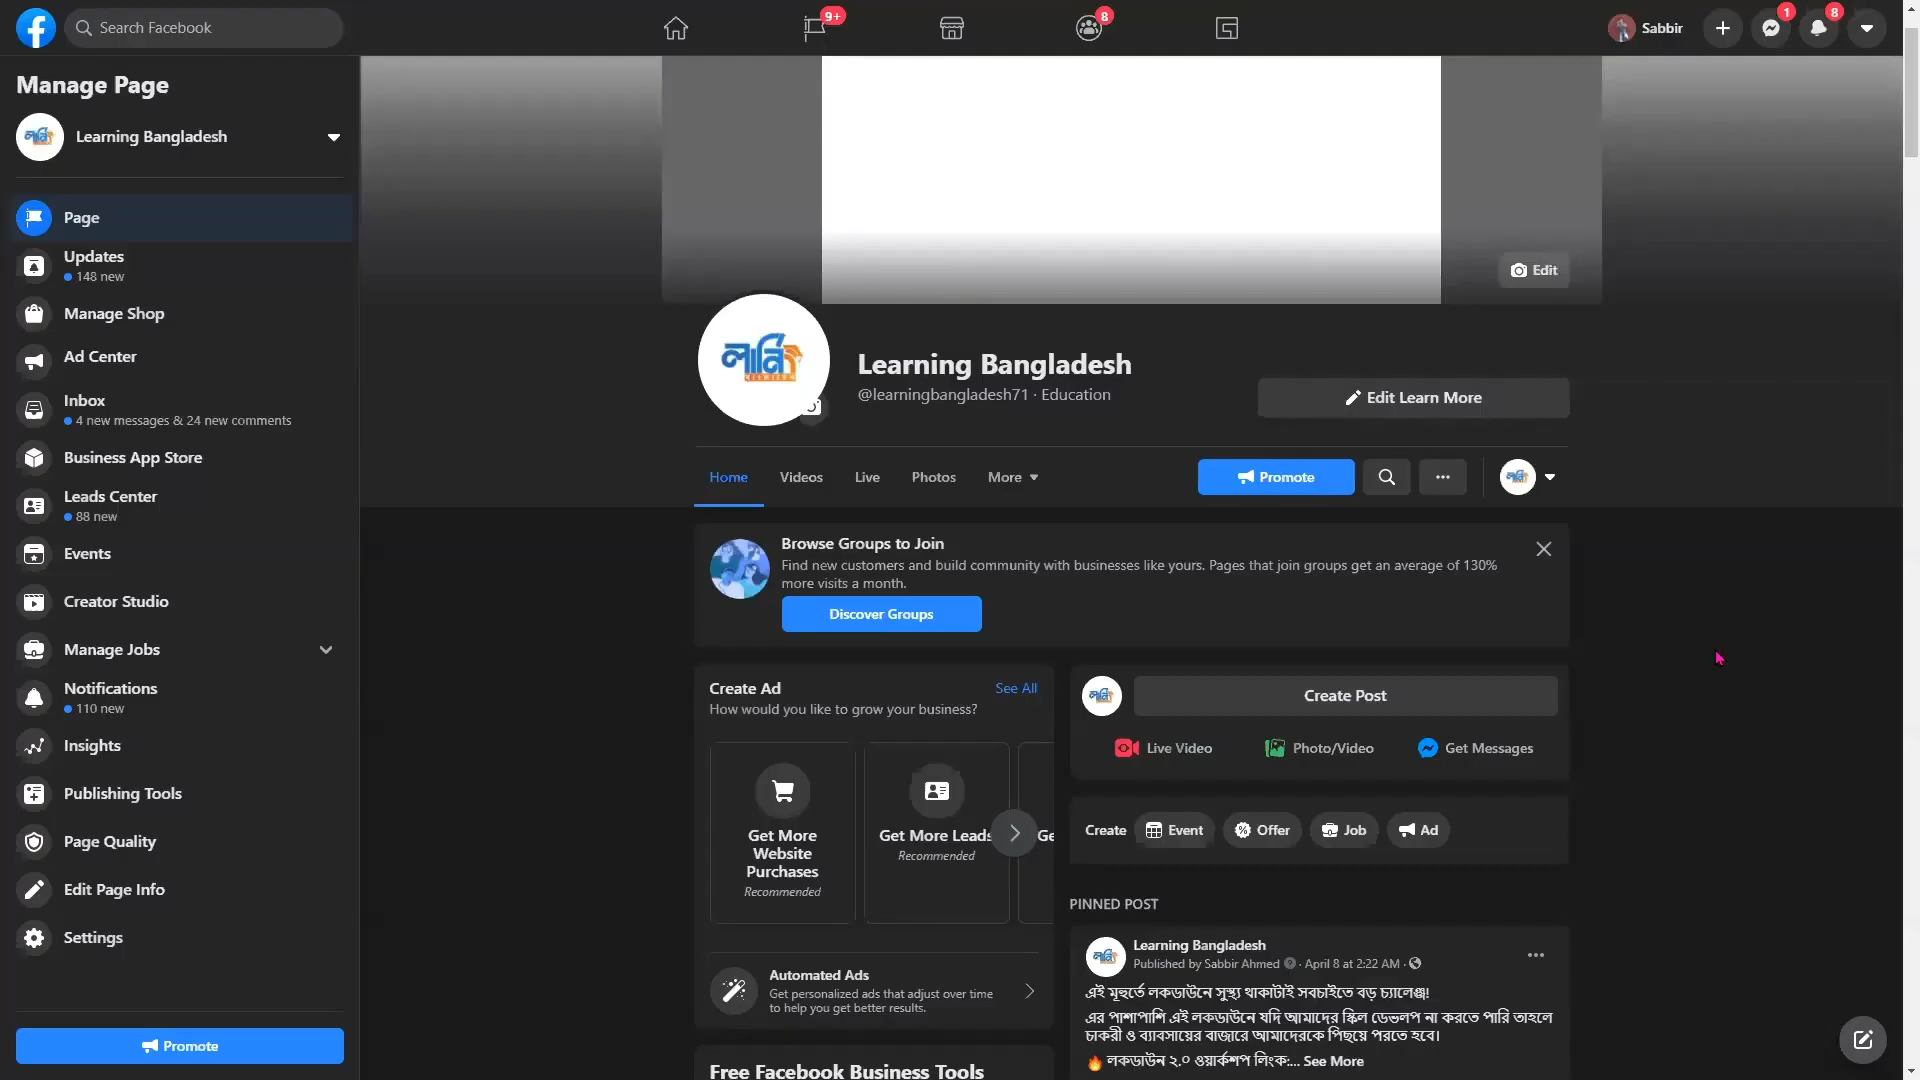 Search Facebook
9+
8
Sabbir
1
8
Manage Page
Learning Bangladesh
Page
Updates
148 new
Manage Shop
Ad Center
Inbox
4 new messages & 24 new comments
Business App Store
Leads Center
88 new
Events
Creator Studio
Manage Jobs
Notifications
110 new
Insights
Publishing Tools
Page Quality
Edit Page Info
Settings
Promote
Edit
Learning Bangladesh
@learningbangladesh71 · Education
Edit Learn More
Home
Videos
Live
Photos
More
Promote
Browse Groups to Join
Find new customers and build community with businesses like yours. Pages that join groups get an average of 130%
more visits a month.
Discover Groups
Create Ad
See All
How would you like to grow your business?
Get More
Website
Purchases
Recommended
Get More Leads
Recommended
Ge
Automated Ads
Get personalized ads that adjust over time
to help you get better results.
Free Facebook Business Tools
Create Post
Live Video
Photo/Video
Get Messages
Create
Event
Offer
Job
Ad
PINNED POST
Learning Bangladesh
Published by Sabbir Ahmed · April 8 at 2:22 AM ·
এই মূহুর্তে লকডাউনে সুস্থ থাকাটাই সবচাইতে বড় চ্যালেঞ্জ!
এর পাশাপাশি এই লকডাউনে যদি আমাদের স্কিল ডেভলপ না করতে পারি তাহলে
চাকরী ও ব্যাবসায়ের বাজারে আমাদেরকে পিছিয়ে পরতে হবে।
🔥 লকডাউন ২.০ ওয়ার্কশপ লিংক:... See More